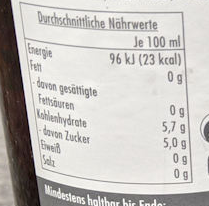 Durchschnittliche Nährwerte
Je 100 ml
Energie 96 kJ (23 kcal)
Fett 0 g
- davon gesättigte
Fettsäuren 0 g
Kohlenhydrate 5,7 g
- davon Zucker 5,0 g
Eiweiß 0 g
Salz 0 g
Mindestens haltbar bis Ende: